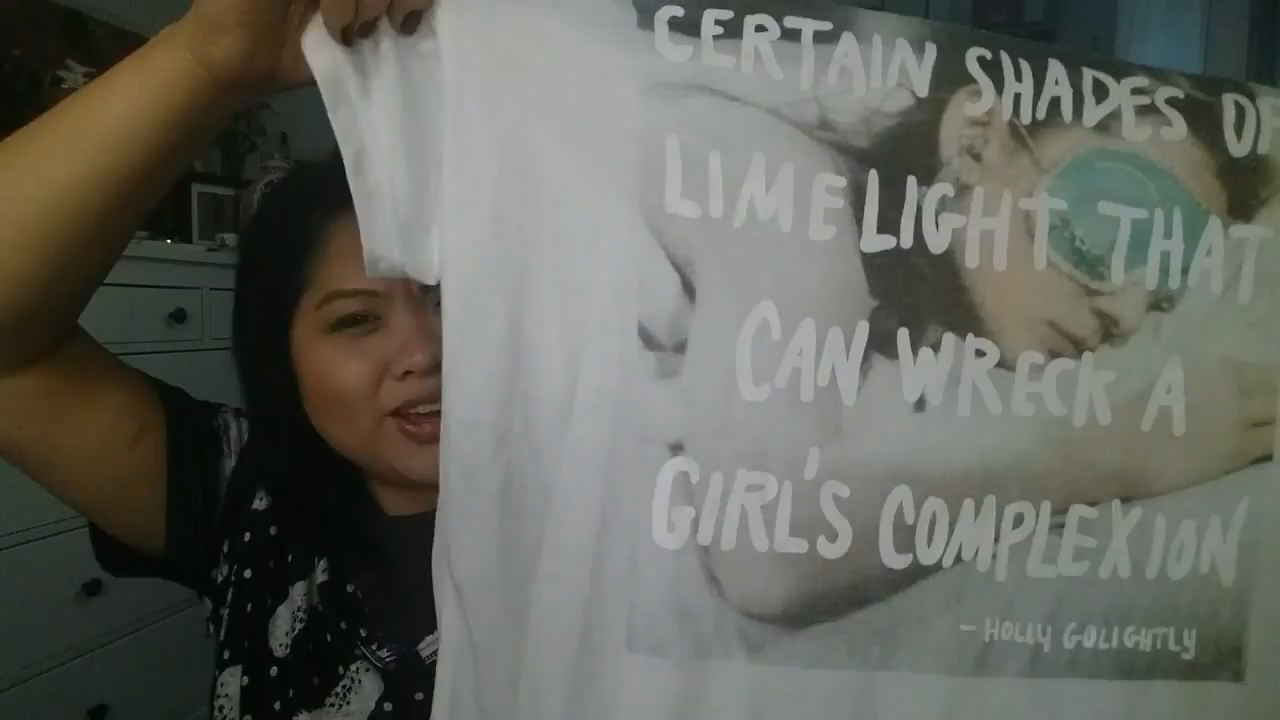 CERTAIN SHADES OF
LIMELIGHT THAT
CAN WRECK A
GIRL'S COMPLEXION
- HOLLY GOLIGHTLY